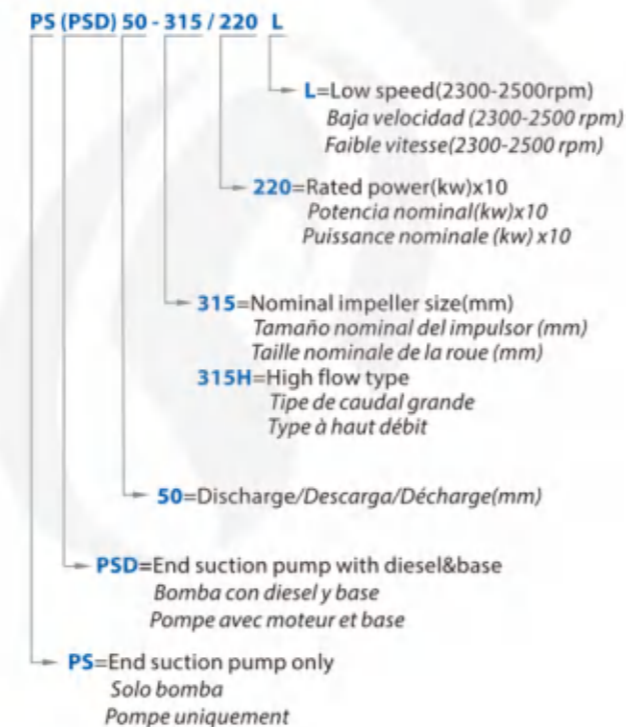 PS (PSD) 50 - 315 / 220 L
L=Low speed(2300-2500rpm)
Baja velocidad (2300-2500 rpm)
Faible vitesse(2300-2500 rpm)
220=Rated power(kw)x10
Potencia nominal(kw)x10
Puissance nominale (kw) x10
315=Nominal impeller size(mm)
Tamaño nominal del impulsor (mm)
Taille nominale de la roue (mm)
315H=High flow type
Tipe de caudal grande
Type à haut débit
50=Discharge/Descarga/Décharge(mm)
PSD=End suction pump with diesel&base
Bomba con diesel y base
Pompe avec moteur et base
PS=End suction pump only
Solo bomba
Pompe uniquement